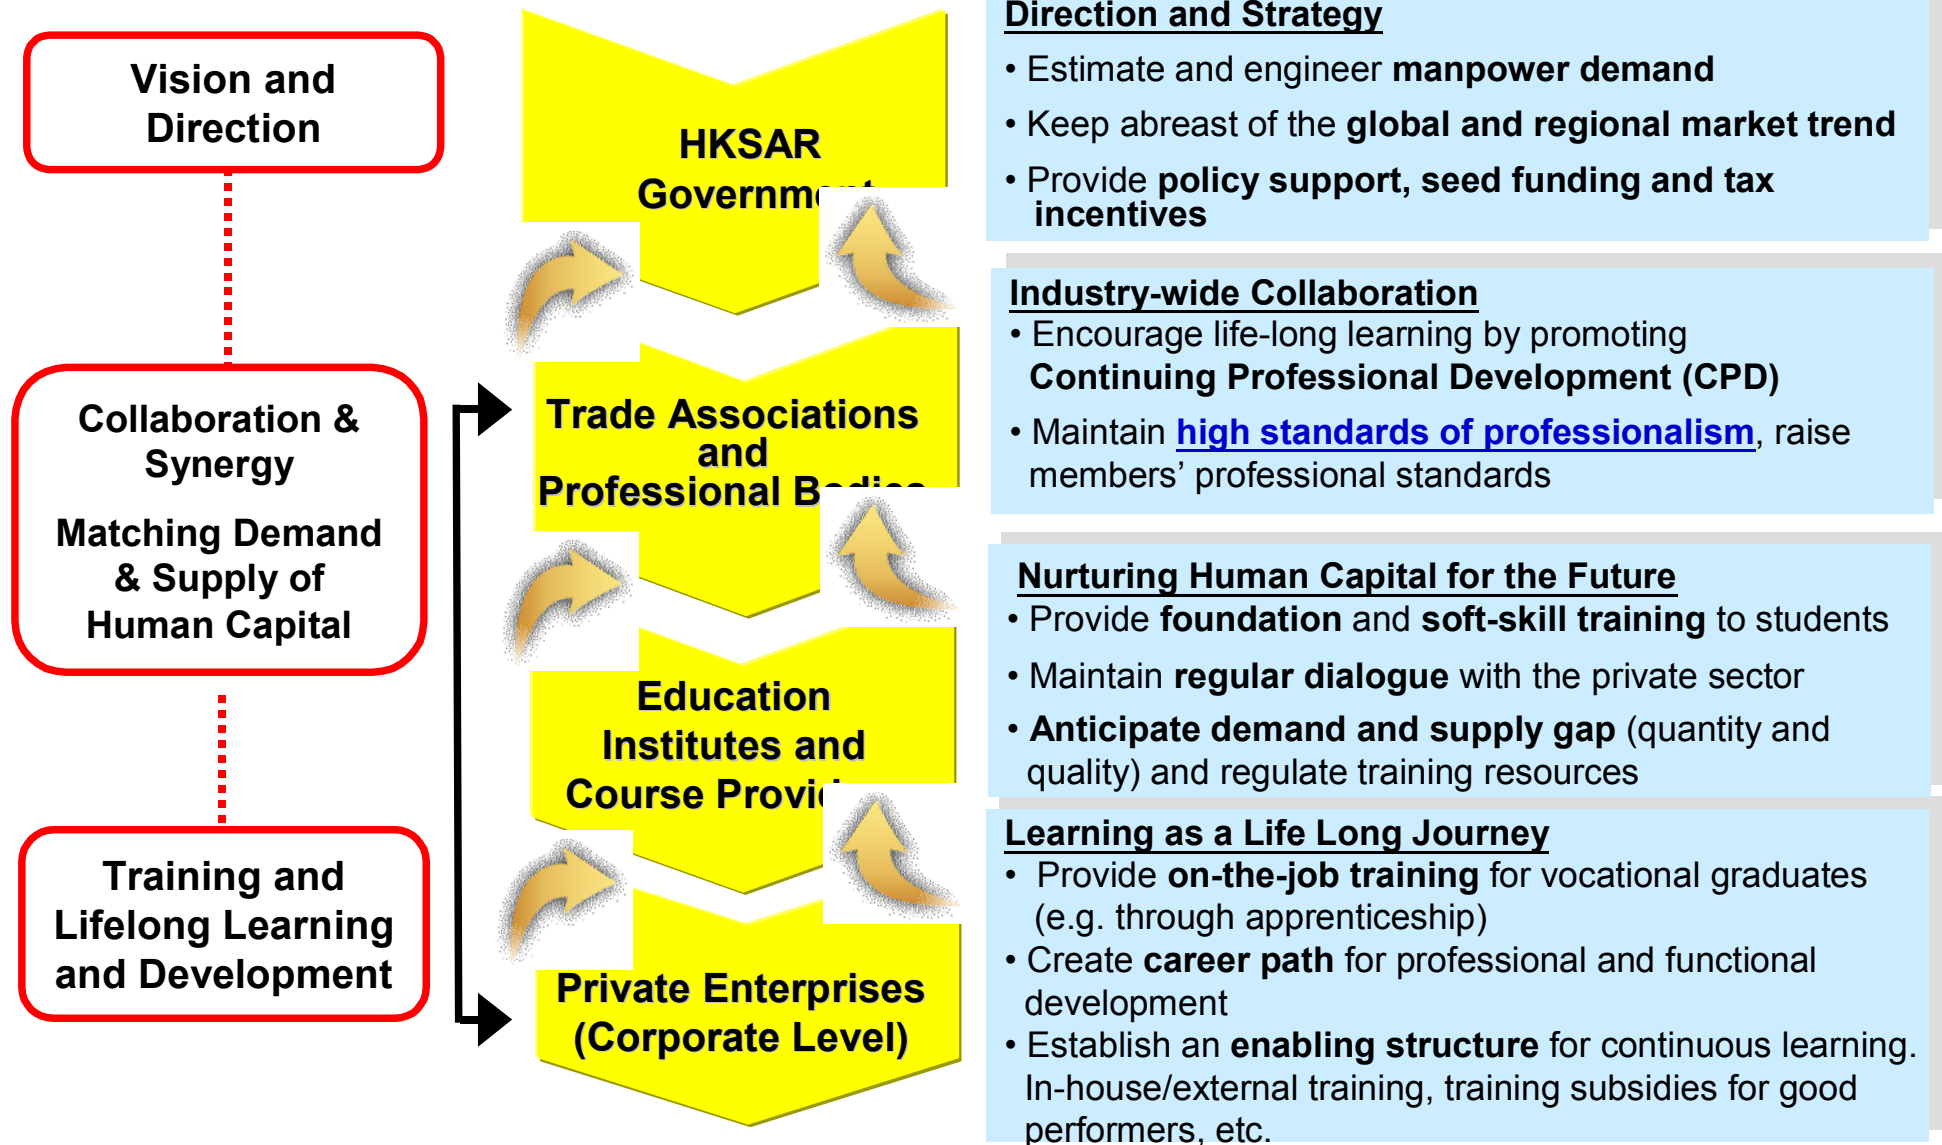 Vision and
Direction
Collaboration &
Synergy
Matching Demand
& Supply of
Human Capital
Training and
Lifelong Learning
and Development
HKSAR
Government
Trade Associations
and
Professional Bodies
Education
Institutes and
Course Providers
Private Enterprises
(Corporate Level)
Direction and Strategy
• Estimate and engineer manpower demand
• Keep abreast of the global and regional market trend
• Provide policy support, seed funding and tax
incentives
Industry-wide Collaboration
• Encourage life-long learning by promoting
Continuing Professional Development (CPD)
• Maintain high standards of professionalism, raise
members’ professional standards
Nurturing Human Capital for the Future
• Provide foundation and soft-skill training to students
• Maintain regular dialogue with the private sector
• Anticipate demand and supply gap (quantity and
quality) and regulate training resources
Learning as a Life Long Journey
• Provide on-the-job training for vocational graduates
(e.g. through apprenticeship)
• Create career path for professional and functional
development
• Establish an enabling structure for continuous learning.
In-house/external training, training subsidies for good
performers, etc.